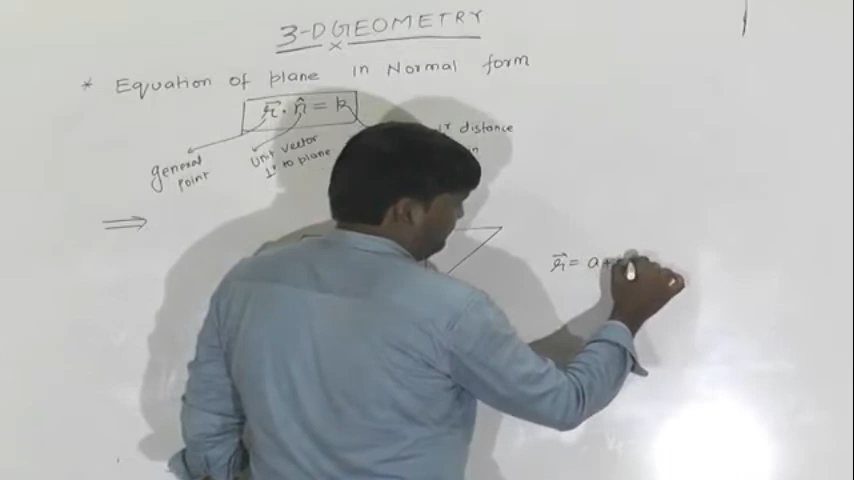 3-D GEOMETRY
×
* Equation of plane in Normal form
r⃗ . n̂ = k
general point
Unit vector ⊥r to plane
distance
⇒
r⃗ = a +